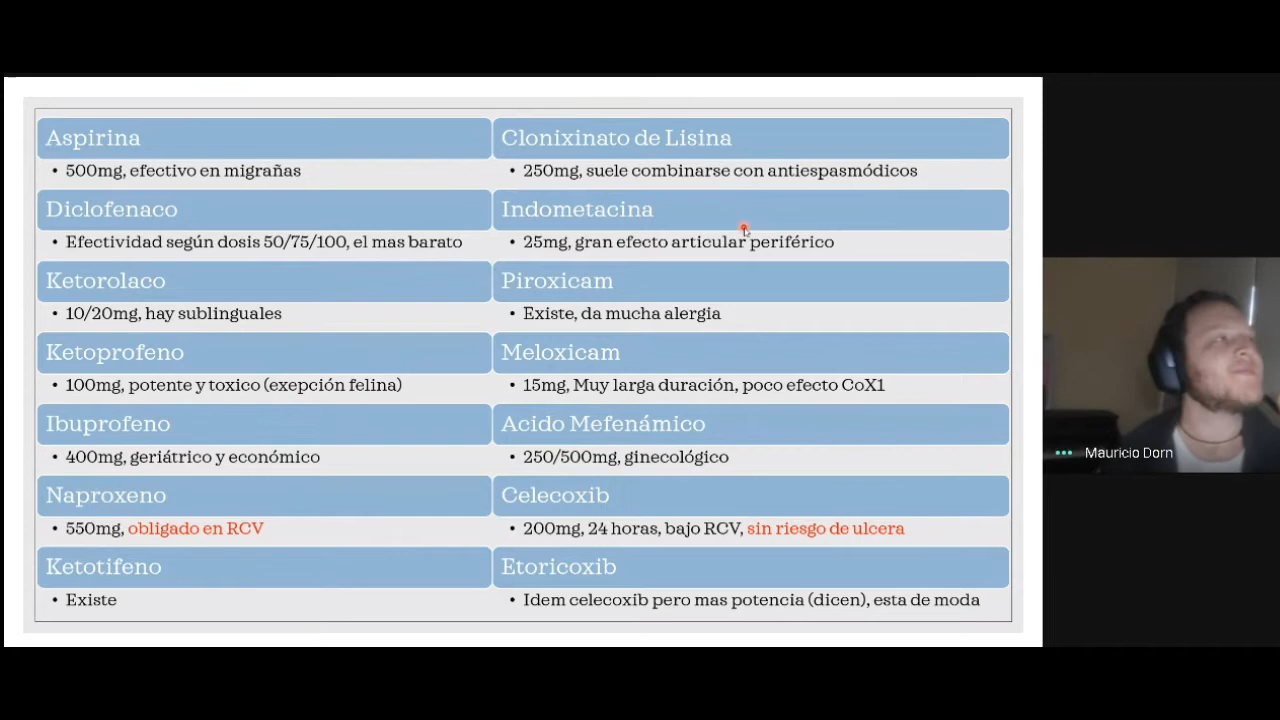 Aspirina
• 500mg, efectivo en migrañas
Diclofenaco
• Efectividad según dosis 50/75/100, el mas barato
Ketorolaco
• 10/20mg, hay sublinguales
Ketoprofeno
• 100mg, potente y toxico (exepción felina)
Ibuprofeno
• 400mg, geriátrico y económico
Naproxeno
• 550mg, obligado en RCV
Ketotifeno
• Existe
Clonixinato de Lisina
• 250mg, suele combinarse con antiespasmódicos
Indometacina
• 25mg, gran efecto articular periférico
Piroxicam
• Existe, da mucha alergia
Meloxicam
• 15mg, Muy larga duración, poco efecto CoX1
Acido Mefenámico
• 250/500mg, ginecológico
Celecoxib
• 200mg, 24 horas, bajo RCV, sin riesgo de ulcera
Etoricoxib
• Idem celecoxib pero mas potencia (dicen), esta de moda
Mauricio Dorn